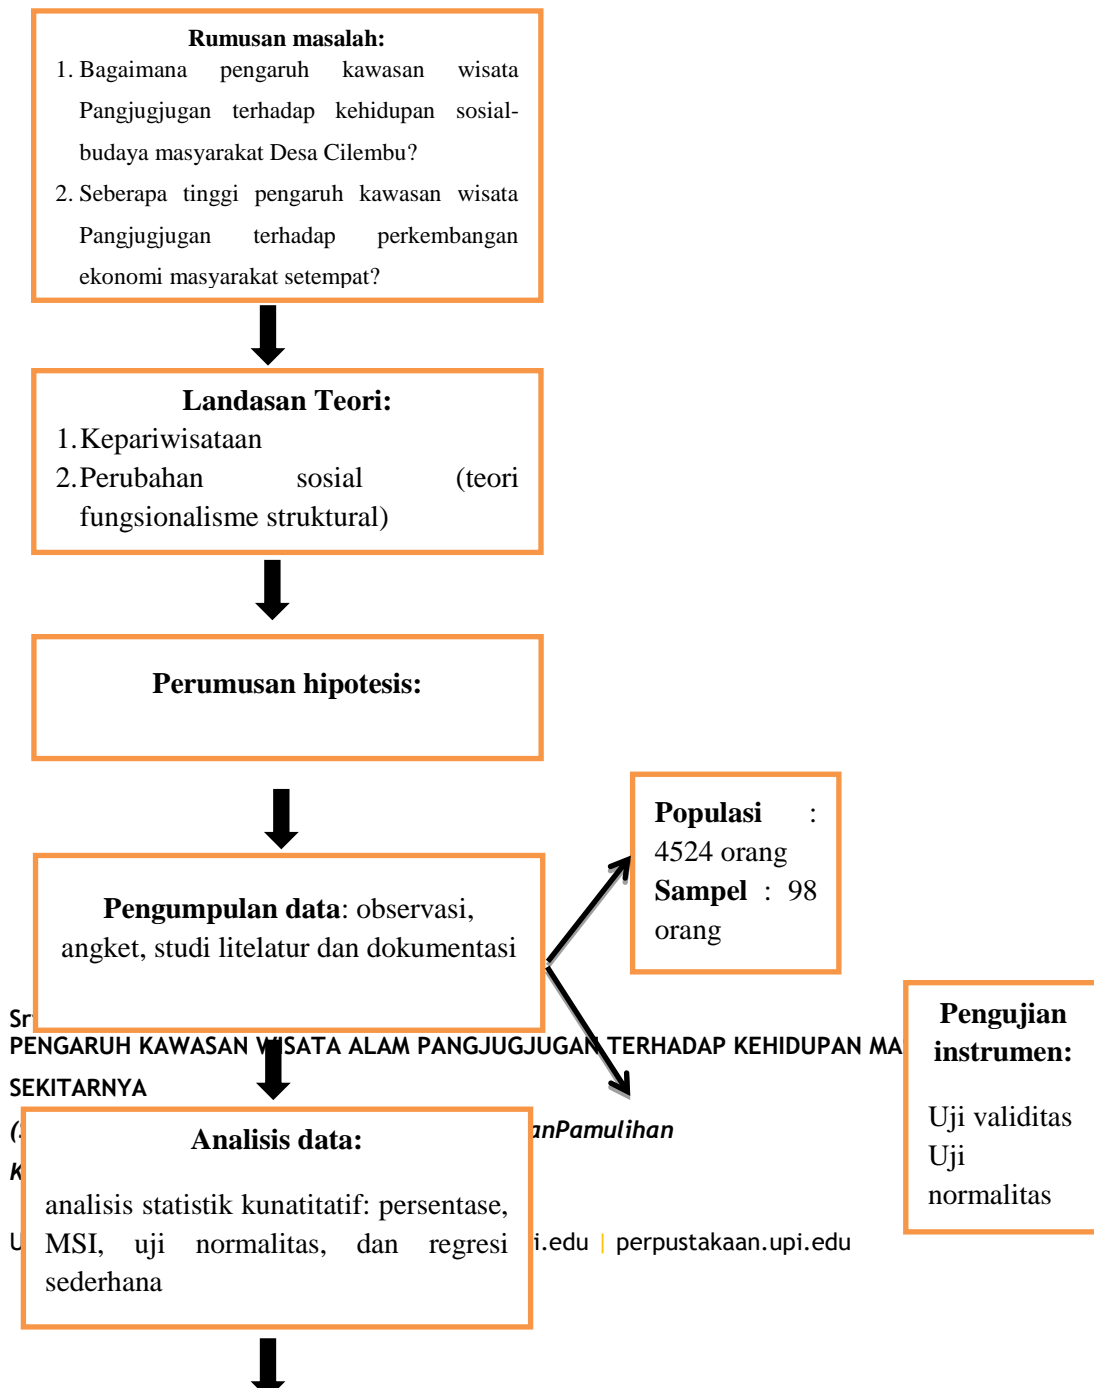 Rumusan masalah:
1. Bagaimana pengaruh kawasan wisata
Pangjugjugan terhadap kehidupan sosial-
budaya masyarakat Desa Cilembu?
2. Seberapa tinggi pengaruh kawasan wisata
Pangjugjugan terhadap perkembangan
ekonomi masyarakat setempat?
Landasan Teori:
1. Kepariwisataan
2. Perubahan sosial (teori
fungsionalisme struktural)
Perumusan hipotesis:
Populasi :
4524 orang
Sampel : 98
orang
Pengumpulan data: observasi,
angket, studi litelatur dan dokumentasi
Pengujian
instrumen:
Uji validitas
Uji
normalitas
PENGARUH KAWASAN WISATA ALAM PANGJUGJUGAN TERHADAP KEHIDUPAN MA
SEKITARNYA
anPamulihan
Analisis data:
analisis statistik kunatitatif: persentase,
MSI, uji normalitas, dan regresi
sederhana
i.edu | perpustakaan.upi.edu